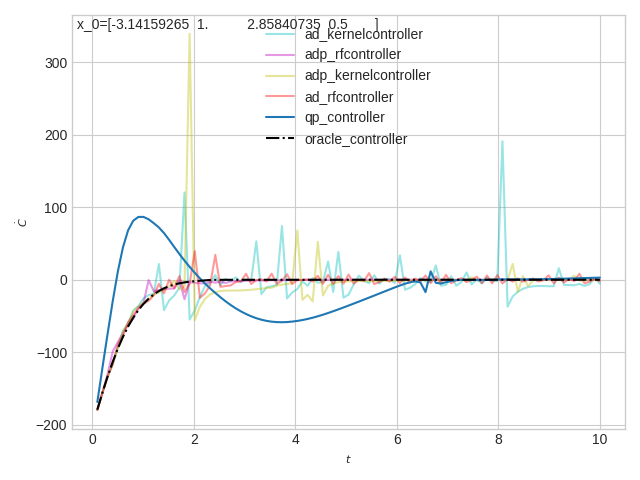 x_0=[-3.14159265 1. 2.85840735 0.5 ]
ad_kernelcontroller
adp_rfcontroller
adp_kernelcontroller
ad_rfcontroller
qp_controller
oracle_controller
300
200
100
0
−100
−200
Ċ
0
2
4
6
8
10
t